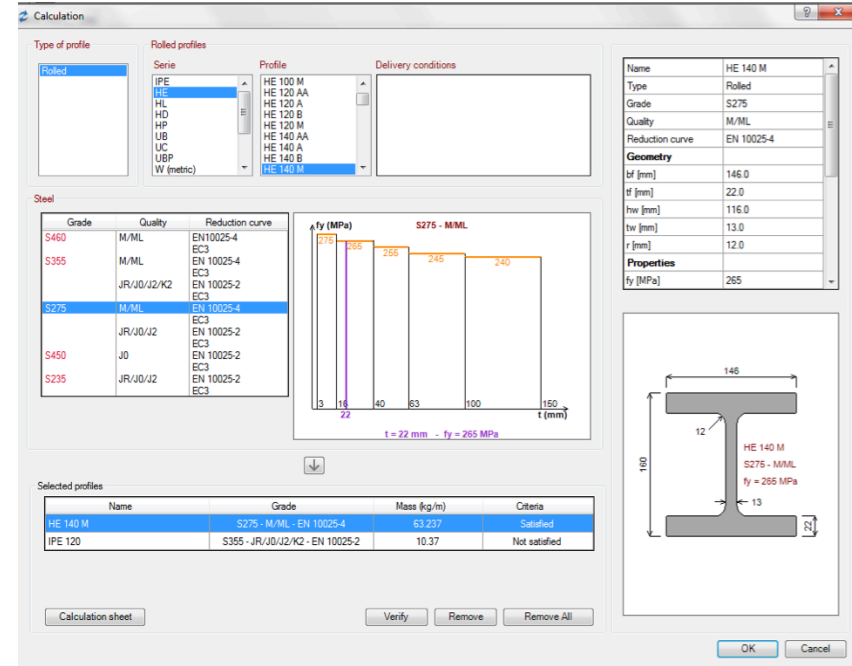 Calculation
Type of profile
Rolled
Rolled profiles
Serie
IPE
HE
HL
HD
HP
UB
UC
UBP
W (metric)
Profile
HE 100 M
HE 120 AA
HE 120 A
HE 120 B
HE 120 M
HE 140 AA
HE 140 A
HE 140 B
HE 140 M
Delivery conditions
Steel
Grade Quality Reduction curve
S460 M/ML EN10025-4
EC3
S355 M/ML EN 10025-4
EC3
JR/J0/J2/K2 EN 10025-2
EC3
S275 M/ML EN 10025-4
EC3
JR/J0/J2 EN 10025-2
EC3
S450 J0 EN 10025-2
EC3
S235 JR/J0/J2 EN 10025-2
EC3
fy (MPa) S275 - M/ML
275 265 255 245 240
3 16 40 63 100 150
22 t (mm)
t = 22 mm - fy = 265 MPa
Selected profiles
Name Grade Mass (kg/m) Criteria
HE 140 M S275 - M/ML - EN 10025-4 63.237 Satisfied
IPE 120 S355 - JR/J0/J2/K2 - EN 10025-2 10.37 Not satisfied
Calculation sheet Verify Remove Remove All
Name HE 140 M
Type Rolled
Grade S275
Quality M/ML
Reduction curve EN 10025-4
Geometry
bf [mm] 146.0
tf [mm] 22.0
hw [mm] 116.0
tw [mm] 13.0
r [mm] 12.0
Properties
fy [MPa] 265
146
12
160
HE 140 M
S275 - M/ML
fy = 265 MPa
13
22
OK Cancel